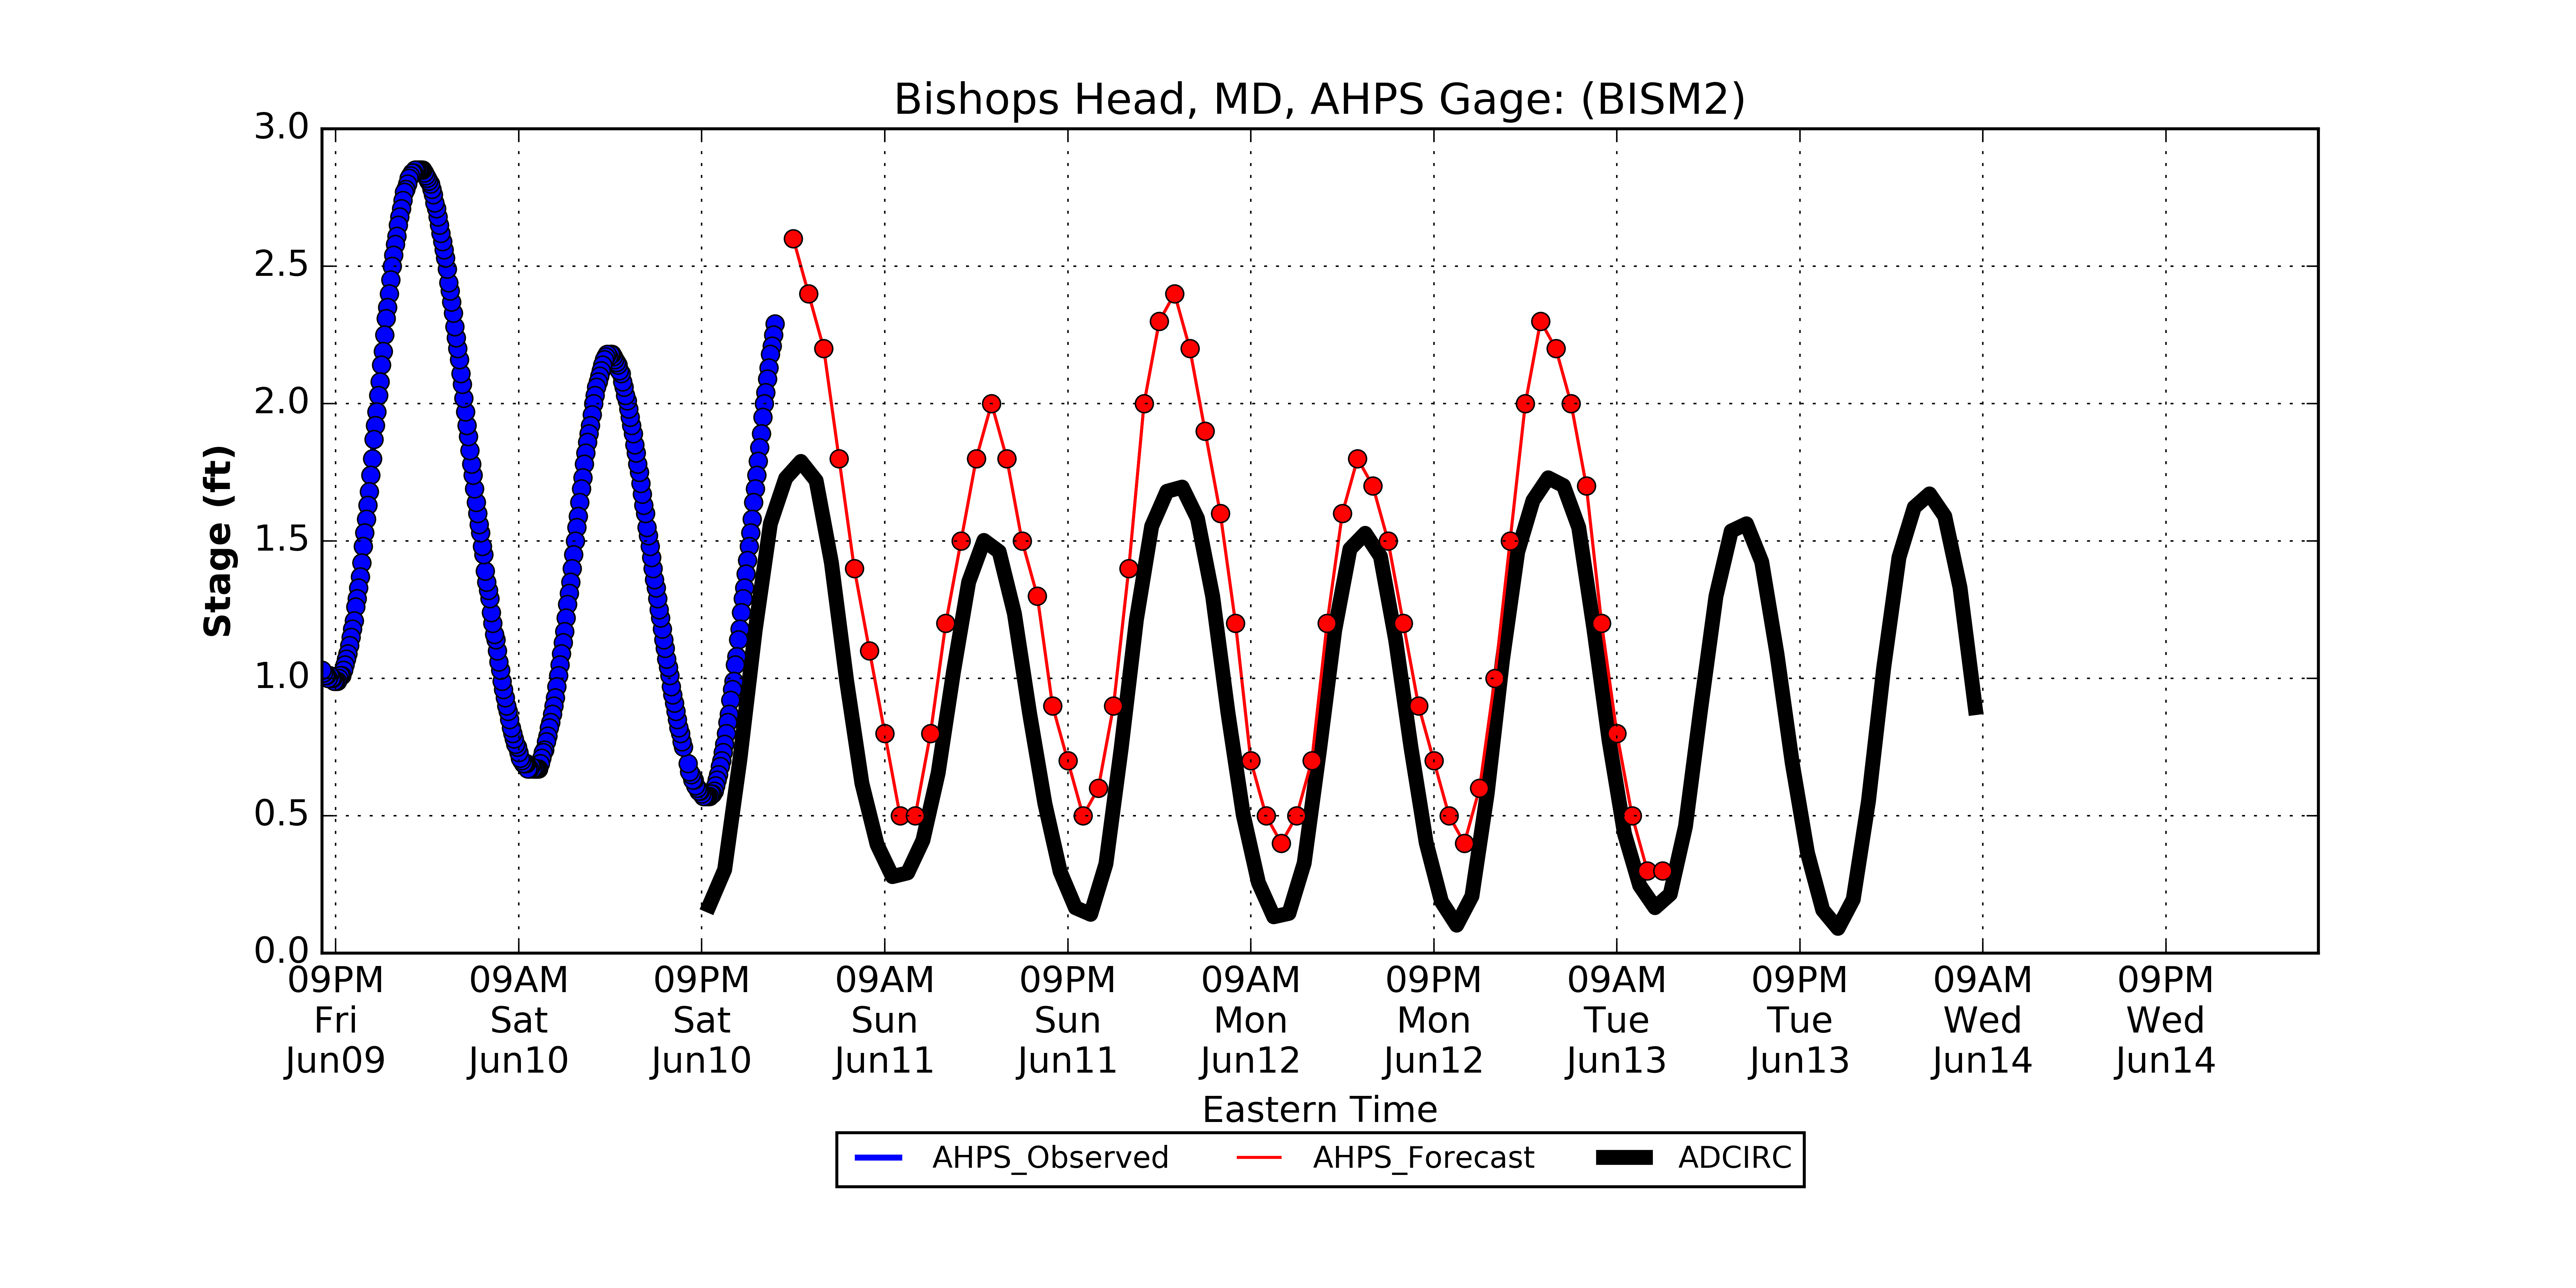 Bishops Head, MD, AHPS Gage: (BISM2)
3.0
2.5
2.0
1.5
1.0
0.5
0.0
Stage (ft)
09PM 09AM 09PM 09AM 09PM 09AM 09PM 09AM 09PM 09AM 09PM
Fri Sat Sat Sun Sun Mon Mon Tue Tue Wed Wed
Jun09 Jun10 Jun10 Jun11 Jun11 Jun12 Jun12 Jun13 Jun13 Jun14 Jun14
Eastern Time
AHPS_Observed AHPS_Forecast ADCIRC